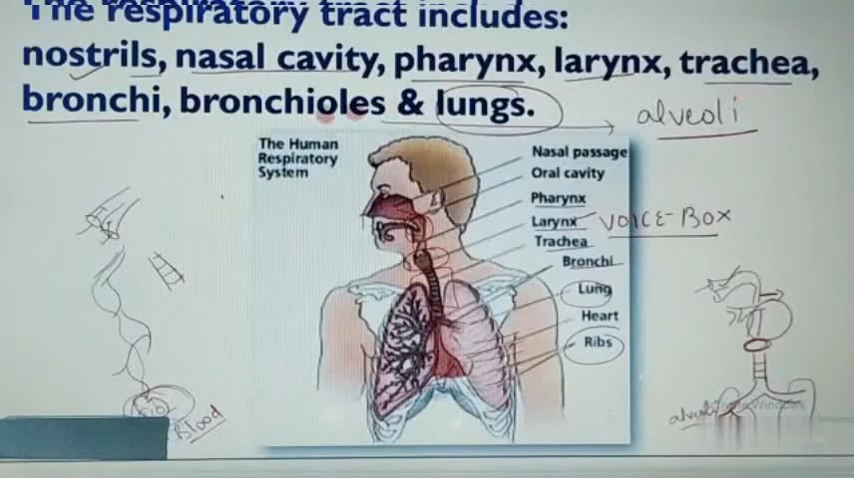 The respiratory tract includes:
nostrils, nasal cavity, pharynx, larynx, trachea,
bronchi, bronchioles & lungs.
alveoli
The Human
Respiratory
System
Nasal passage
Oral cavity
Pharynx
Larynx
VOICE-BOX
Trachea
Bronchi
Lung
Heart
Ribs
Blood